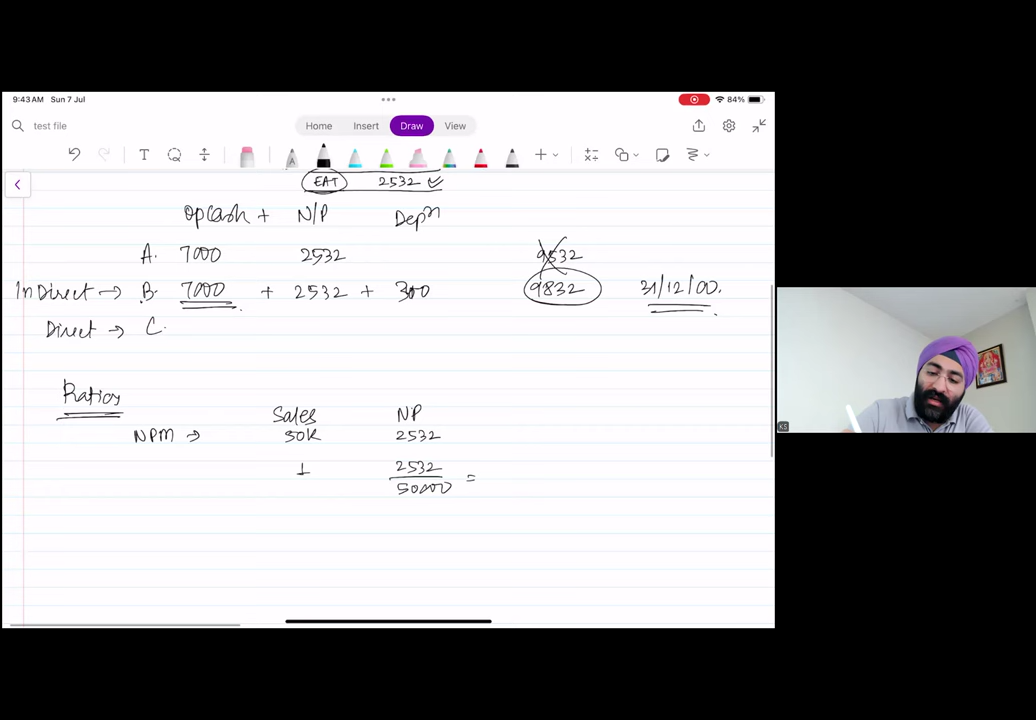 9:43 AM Sun 7 Jul
84%
test file
Home Insert Draw View
EAT 2532
Op Cash + N/P Depn
A. 7000 2532 9532
InDirect → B. 7000 + 2532 + 300 9832 31/12/00.
Direct → C.
Ratios
Sales NP
NPM → 50K 2532
1 2532
50000 =
KS